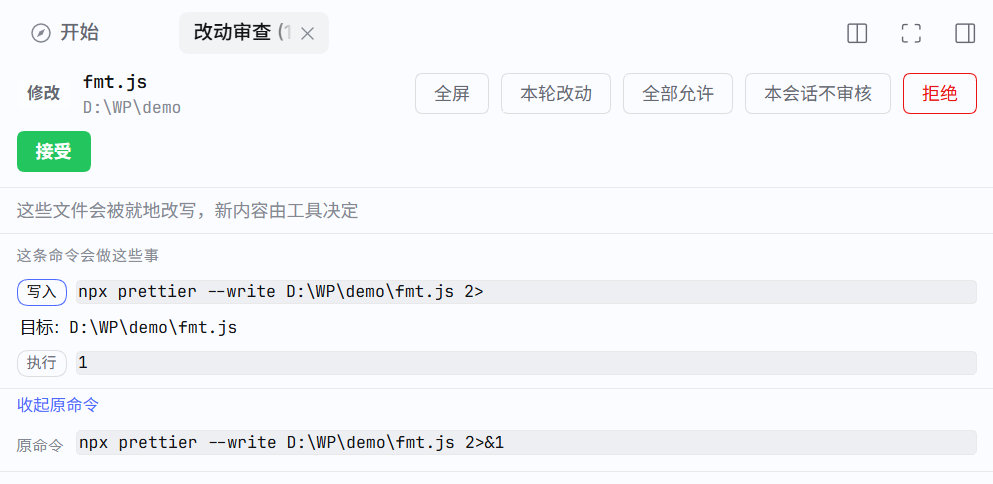 开始
改动审查 (1
修改 fmt.js
D:\WP\demo
全屏 本轮改动 全部允许 本会话不审核 拒绝
接受
这些文件会被就地改写，新内容由工具决定
这条命令会做这些事
写入 npx prettier --write D:\WP\demo\fmt.js 2>
目标: D:\WP\demo\fmt.js
执行 1
收起原命令
原命令 npx prettier --write D:\WP\demo\fmt.js 2>&1